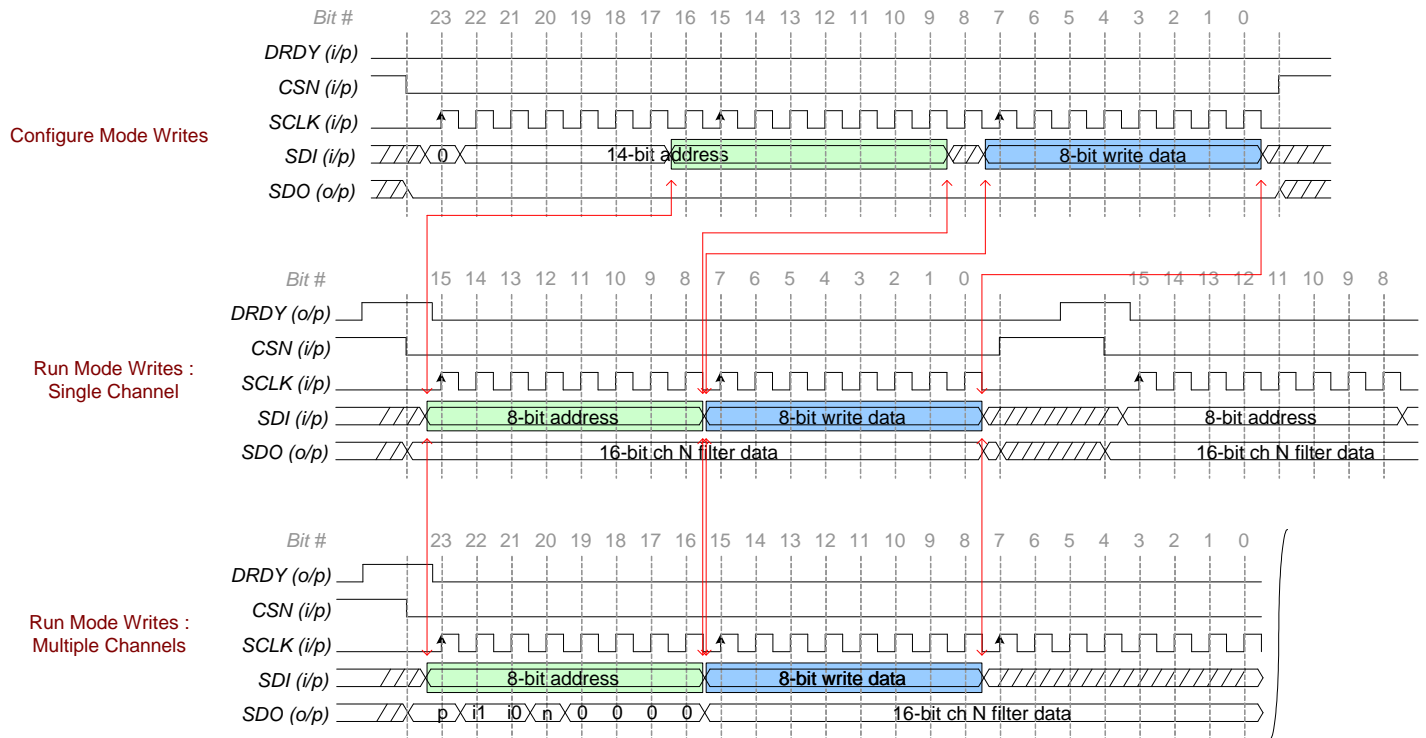 Bit # 23 22 21 20 19 18 17 16 15 14 13 12 11 10 9 8 7 6 5 4 3 2 1 0
DRDY (i/p)
CSN (i/p)
Configure Mode Writes
SCLK (i/p)
SDI (i/p) 0 14-bit address 8-bit write data
SDO (o/p)
Bit # 15 14 13 12 11 10 9 8 7 6 5 4 3 2 1 0 15 14 13 12 11 10 9 8
DRDY (o/p)
CSN (i/p)
Run Mode Writes :
Single Channel
SCLK (i/p)
SDI (i/p) 8-bit address 8-bit write data 8-bit address
SDO (o/p) 16-bit ch N filter data 16-bit ch N filter data
Bit # 23 22 21 20 19 18 17 16 15 14 13 12 11 10 9 8 7 6 5 4 3 2 1 0
DRDY (o/p)
CSN (i/p)
Run Mode Writes :
Multiple Channels
SCLK (i/p)
SDI (i/p) 8-bit address 8-bit write data
SDO (o/p) p i1 i0 n 0 0 0 0 16-bit ch N filter data